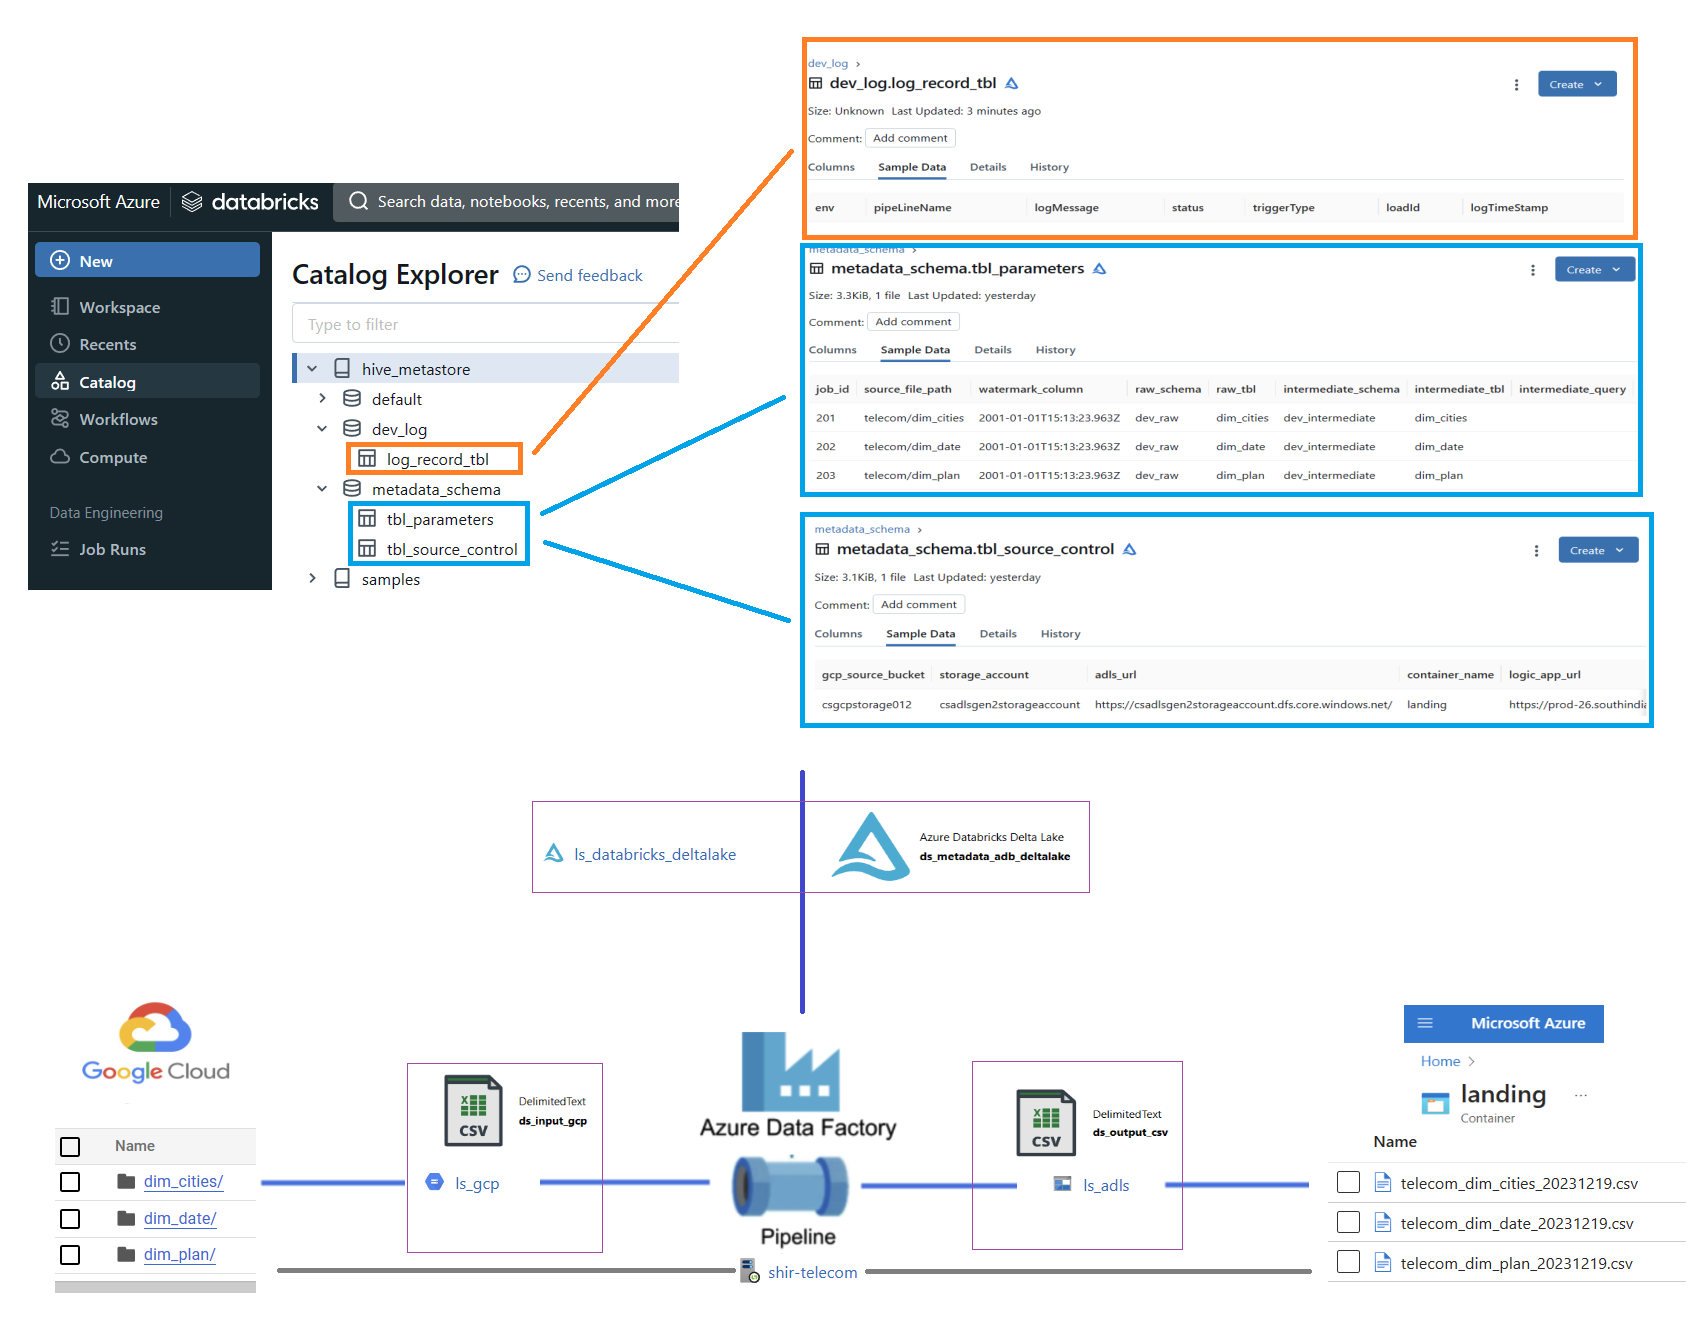 Microsoft Azure databricks Search data, notebooks, recents, and more
New
Workspace
Recents
Catalog
Workflows
Compute
Data Engineering
Job Runs
Catalog Explorer Send feedback
Type to filter
hive_metastore
default
dev_log
log_record_tbl
metadata_schema
tbl_parameters
tbl_source_control
samples
dev_log >
dev_log.log_record_tbl Create
Size: Unknown Last Updated: 3 minutes ago
Comment: Add comment
Columns Sample Data Details History
env pipeLineName logMessage status triggerType loadId logTimeStamp
metadata_schema >
metadata_schema.tbl_parameters Create
Size: 3.3KiB, 1 file Last Updated: yesterday
Comment: Add comment
Columns Sample Data Details History
job_id source_file_path watermark_column raw_schema raw_tbl intermediate_schema intermediate_tbl intermediate_query
201 telecom/dim_cities 2001-01-01T15:13:23.963Z dev_raw dim_cities dev_intermediate dim_cities
202 telecom/dim_date 2001-01-01T15:13:23.963Z dev_raw dim_date dev_intermediate dim_date
203 telecom/dim_plan 2001-01-01T15:13:23.963Z dev_raw dim_plan dev_intermediate dim_plan
metadata_schema >
metadata_schema.tbl_source_control Create
Size: 3.1KiB, 1 file Last Updated: yesterday
Comment: Add comment
Columns Sample Data Details History
gcp_source_bucket storage_account adls_url container_name logic_app_url
csgcpstorage012 csadlsgen2storageaccount https://csadlsgen2storageaccount.dfs.core.windows.net/ landing https://prod-26.southindia
ls_databricks_deltalake
Azure Databricks Delta Lake
ds_metadata_adb_deltalake
Google Cloud
Name
dim_cities/
dim_date/
dim_plan/
CSV
DelimitedText
ds_input_gcp
ls_gcp
Azure Data Factory
Pipeline
shir-telecom
CSV
DelimitedText
ds_output_csv
ls_adls
Microsoft Azure
Home >
landing ...
Container
Name
telecom_dim_cities_20231219.csv
telecom_dim_date_20231219.csv
telecom_dim_plan_20231219.csv